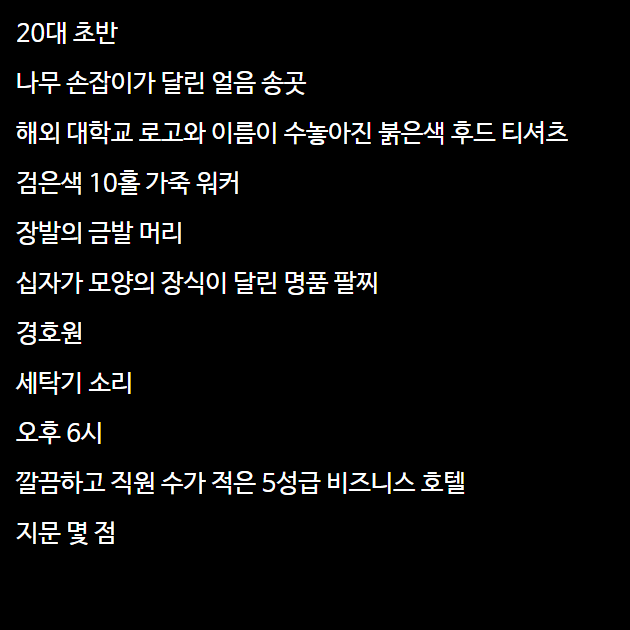 20대 초반
나무 손잡이가 달린 얼음 송곳
해외 대학교 로고와 이름이 수놓아진 붉은색 후드 티셔츠
검은색 10홀 가죽 워커
장발의 금발 머리
십자가 모양의 장식이 달린 명품 팔찌
경호원
세탁기 소리
오후 6시
깔끔하고 직원 수가 적은 5성급 비즈니스 호텔
지문 몇 점